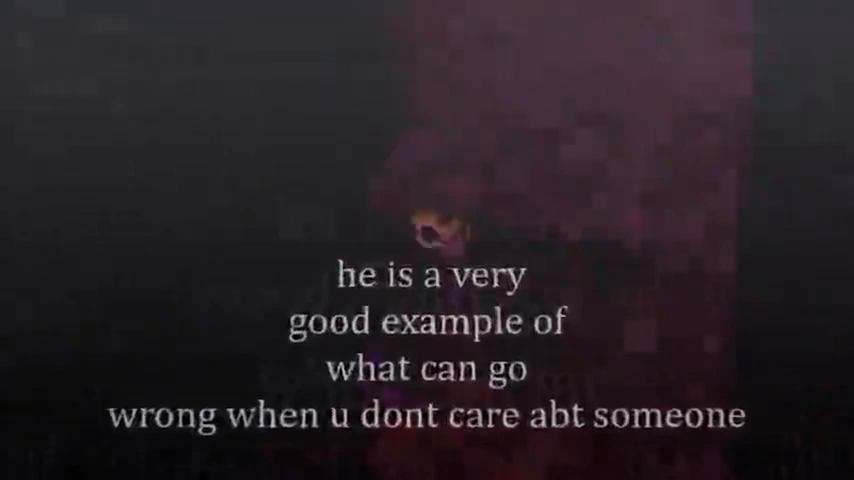 he is a very
good example of
what can go
wrong when u dont care abt someone